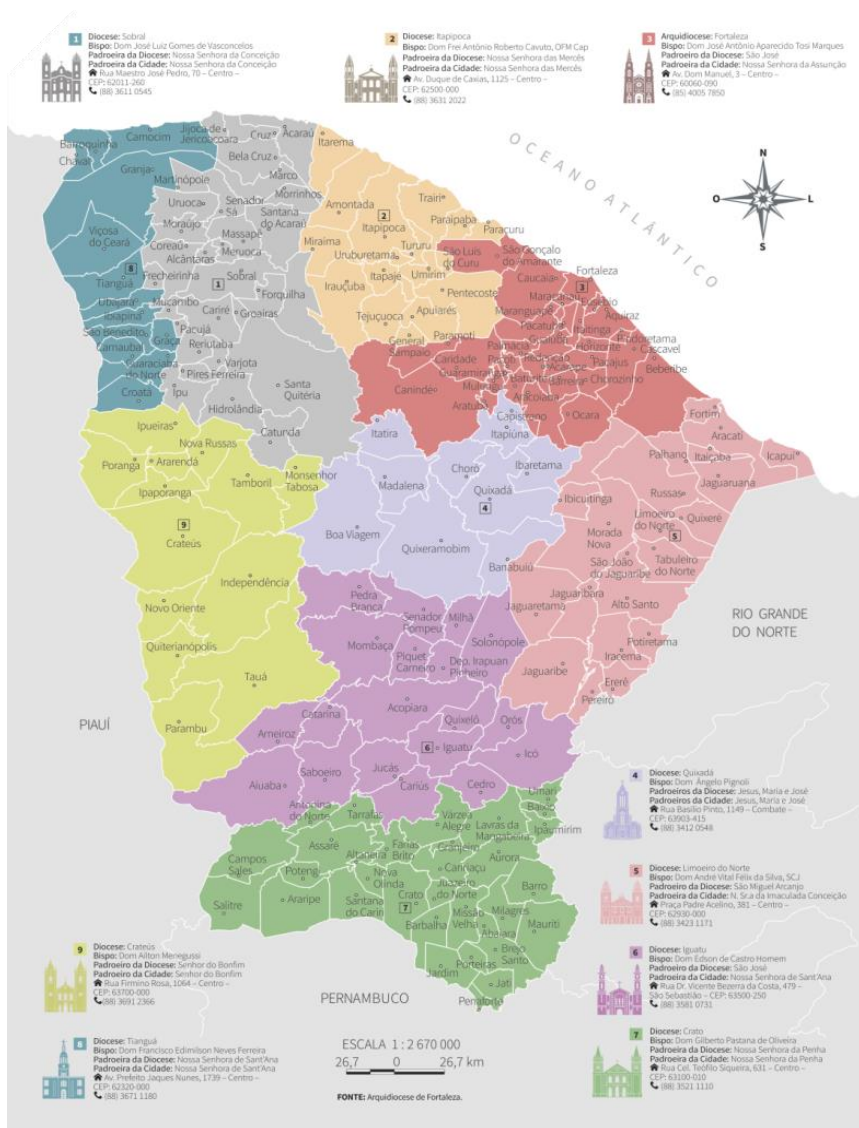 1 Diocese: Sobral
Bispo: Dom José Luiz Gomes de Vasconcelos
Padroeira da Diocese: Nossa Senhora da Conceição
Padroeira da Cidade: Nossa Senhora da Conceição
Rua Maestro José Pedro, 70 – Centro –
CEP: 62011-260
(88) 3611 0545
2 Diocese: Itapipoca
Bispo: Dom Frei Antônio Roberto Cavuto, OFM Cap
Padroeira da Diocese: Nossa Senhora das Mercês
Padroeira da Cidade: Nossa Senhora das Mercês
Av. Duque de Caxias, 1125 – Centro –
CEP: 62500-000
(88) 3631 2022
3 Arquidiocese: Fortaleza
Bispo: Dom José Antônio Aparecido Tosi Marques
Padroeiro da Diocese: São José
Padroeira da Cidade: Nossa Senhora da Assunção
Av. Dom Manuel, 3 – Centro –
CEP: 60060-090
(85) 4005 7850
OCEANO ATLÂNTICO
N
O
L
S
Barroquinha
Camocim
Chaval
Jijoca de
Jericoacoara
Cruz
Acaraú
Itarema
Bela Cruz
Granja
Martinópole
Marco
Morrinhos
Uruoca
Senador
Sá
Santana
do Acaraú
Amontada
Trairi
Paraipaba
Paracuru
2
Itapipoca
Moraújo
Massapê
Viçosa
do Ceará
Coreaú
Meruoca
Alcântaras
Miraíma
Uruburetama
Tururu
São Luís
do Curu
São Gonçalo
do Amarante
8
Tianguá
Frecheirinha
Sobral
1
Forquilha
Irauçuba
Itapajé
Umirim
Caucaia
Fortaleza
3
Maracanaú
Eusébio
Ubajara
Mucambo
Ibiapina
Cariré
Groaíras
Pentecoste
Maranguape
Aquiraz
Pacatuba
Itaitinga
Tejuçuoca
Apuiarés
São Benedito
Pacujá
Graça
Reriutaba
Carnauba
General
Sampaio
Paramoti
Palmácia
Guaiúba
Horizonte
Pindoretama
Cascavel
Guaraciaba
do Norte
Varjota
Pires Ferreira
Caridade
Guaramiranga
Redenção
Acarape
Pacajus
Beberibe
Croatá
Ipu
Santa
Quitéria
Canindé
Mulungu
Baturité
Barreira
Chorozinho
Aratuba
Aracoiaba
Hidrolândia
Capistrano
Ocara
Fortim
Ipueiras
Catunda
Itatira
Itapiúna
Aracati
Nova Russas
Ararendá
Poranga
Monsenhor
Tabosa
Choró
Ibaretama
Palhano
Itaiçaba
Icapuí
Ipaporanga
Tamboril
Madalena
Quixadá
4
Ibicuitinga
Russas
Jaguaruana
9
Crateús
Boa Viagem
Quixeramobim
Limoeiro
do Norte
Quixeré
5
Morada
Nova
Tabuleiro
do Norte
São João
do Jaguaribe
Banabuiú
Independência
Novo Oriente
Pedra
Branca
Senador
Pompeu
Milhã
Jaguaribara
Jaguaretama
Alto Santo
RIO GRANDE
DO NORTE
Quiterianópolis
Mombaça
Piquet
Carneiro
Solonópole
Dep. Irapuan
Pinheiro
Potiretama
Iracema
Jaguaribe
Ererê
Pereiro
Tauá
PIAUÍ
Parambu
Catarina
Acopiara
Arneiroz
Quixelô
Orós
6
Iguatu
Icó
Aiuaba
Saboeiro
Jucás
Cariús
Cedro
Antonina
do Norte
Tarrafas
Várzea
Alegre
Lavras da
Mangabeira
Umari
Baixio
Ipaumirim
Assaré
Altaneira
Farias
Brito
Granjeiro
Aurora
Campos
Sales
Potengi
Nova
Olinda
Caririaçu
Juazeiro
do Norte
Barro
Salitre
Araripe
Santana
do Cariri
Crato
7
Missão
Velha
Milagres
Barbalha
Abaiara
Mauriti
Brejo
Santo
Jardim
Porteiras
Jati
Penaforte
PERNAMBUCO
4 Diocese: Quixadá
Bispo: Dom Ângelo Pignoli
Padroeiros da Diocese: Jesus, Maria e José
Padroeiros da Cidade: Jesus, Maria e José
Rua Basílio Pinto, 1149 – Combate –
CEP: 63903-415
(88) 3412 0548
5 Diocese: Limoeiro do Norte
Bispo: Dom André Vital Félix da Silva, SCJ
Padroeiro da Diocese: São Miguel Arcanjo
Padroeira da Cidade: N. Sr.a da Imaculada Conceição
Praça Padre Acelino, 381 – Centro –
CEP: 62930-000
(88) 3423 1171
6 Diocese: Iguatu
Bispo: Dom Edson de Castro Homem
Padroeiro da Diocese: São José
Padroeira da Cidade: Nossa Senhora de Sant'Ana
Rua Dr. Vicente Bezerra da Costa, 479 –
São Sebastião – CEP: 63500-250
(88) 3581 0731
7 Diocese: Crato
Bispo: Dom Gilberto Pastana de Oliveira
Padroeira da Diocese: Nossa Senhora da Penha
Padroeira da Cidade: Nossa Senhora da Penha
Rua Cel. Teófilo Siqueira, 631 – Centro –
CEP: 63100-010
(88) 3521 1110
9 Diocese: Crateús
Bispo: Dom Ailton Menegussi
Padroeiro da Diocese: Senhor do Bonfim
Padroeiro da Cidade: Senhor do Bonfim
Rua Firmino Rosa, 1064 – Centro –
CEP: 63700-000
(88) 3691 2366
8 Diocese: Tianguá
Bispo: Dom Francisco Edimilson Neves Ferreira
Padroeira da Diocese: Nossa Senhora de Sant'Ana
Padroeira da Cidade: Nossa Senhora de Sant'Ana
Av. Prefeito Jaques Nunes, 1739 – Centro –
CEP: 62320-000
(88) 3671 1180
ESCALA 1 : 2 670 000
26,7 0 26,7 km
FONTE: Arquidiocese de Fortaleza.